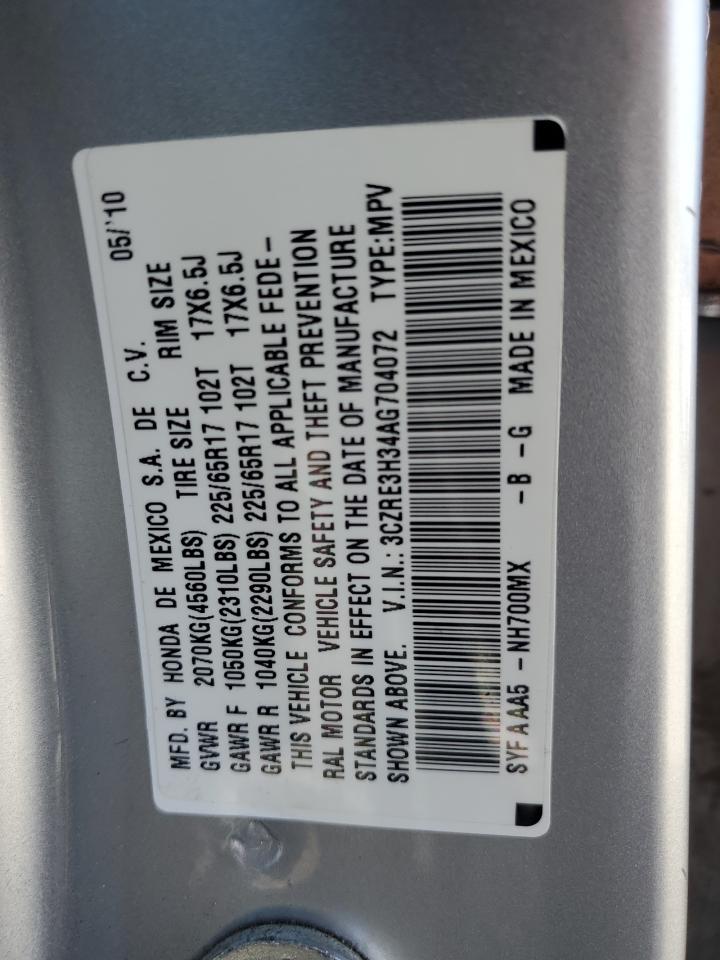 MFD. BY HONDA DE MEXICO S.A. DE C.V. 05/'10
GVWR 2070KG(4560LBS) TIRE SIZE RIM SIZE
GAWR F 1050KG(2310LBS) 225/65R17 102T 17X6.5J
GAWR R 1040KG(2290LBS) 225/65R17 102T 17X6.5J
THIS VEHICLE CONFORMS TO ALL APPLICABLE FEDE-
RAL MOTOR VEHICLE SAFETY AND THEFT PREVENTION
STANDARDS IN EFFECT ON THE DATE OF MANUFACTURE
SHOWN ABOVE. V.I.N.: 3CZRE3H34AG704072 TYPE:MPV
SYFAAA5 -NH700MX -B -G MADE IN MEXICO